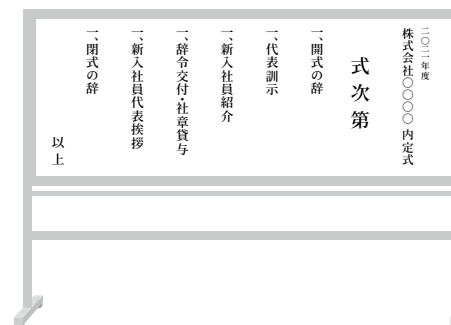 二〇二一年度
株式会社〇〇〇〇 内定式
式次第
一、開式の辞
一、代表訓示
一、新入社員紹介
一、辞令交付・社章貸与
一、新入社員代表挨拶
一、閉式の辞
以上